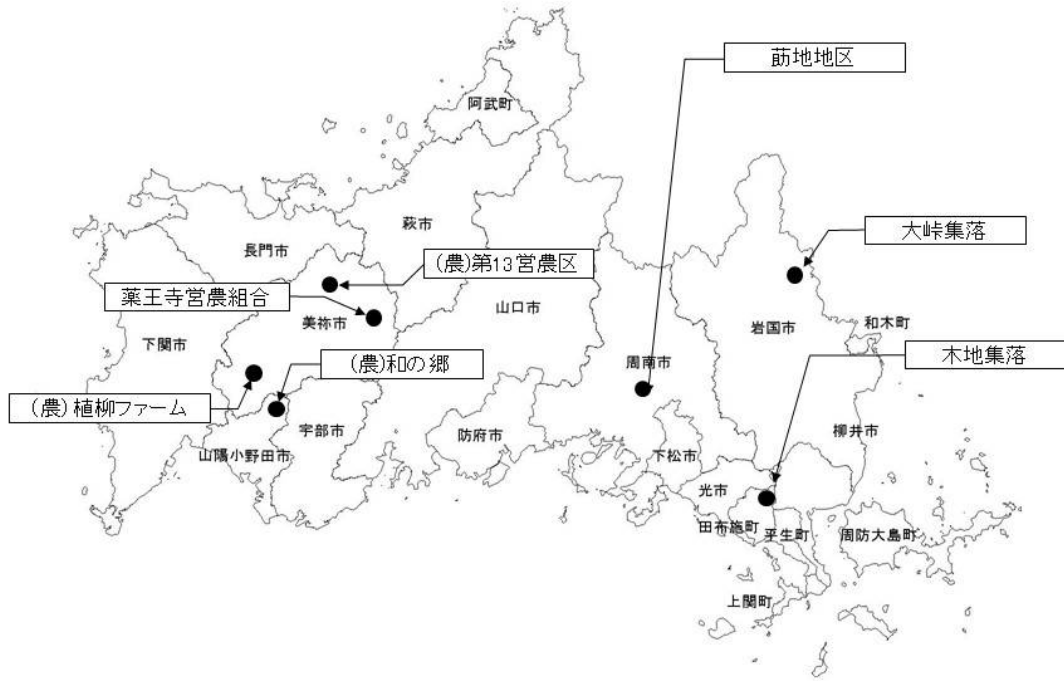 莇地地区
阿武町
萩市
大峠集落
長門市
(農)第13営農区
薬王寺営農組合
山口市
美祢市
岩国市
和木町
下関市
木地集落
(農)和の郷
周南市
(農)植柳ファーム
宇部市
防府市
柳井市
山陽小野田市
下松市
光市
田布施町
平生町
周防大島町
上関町